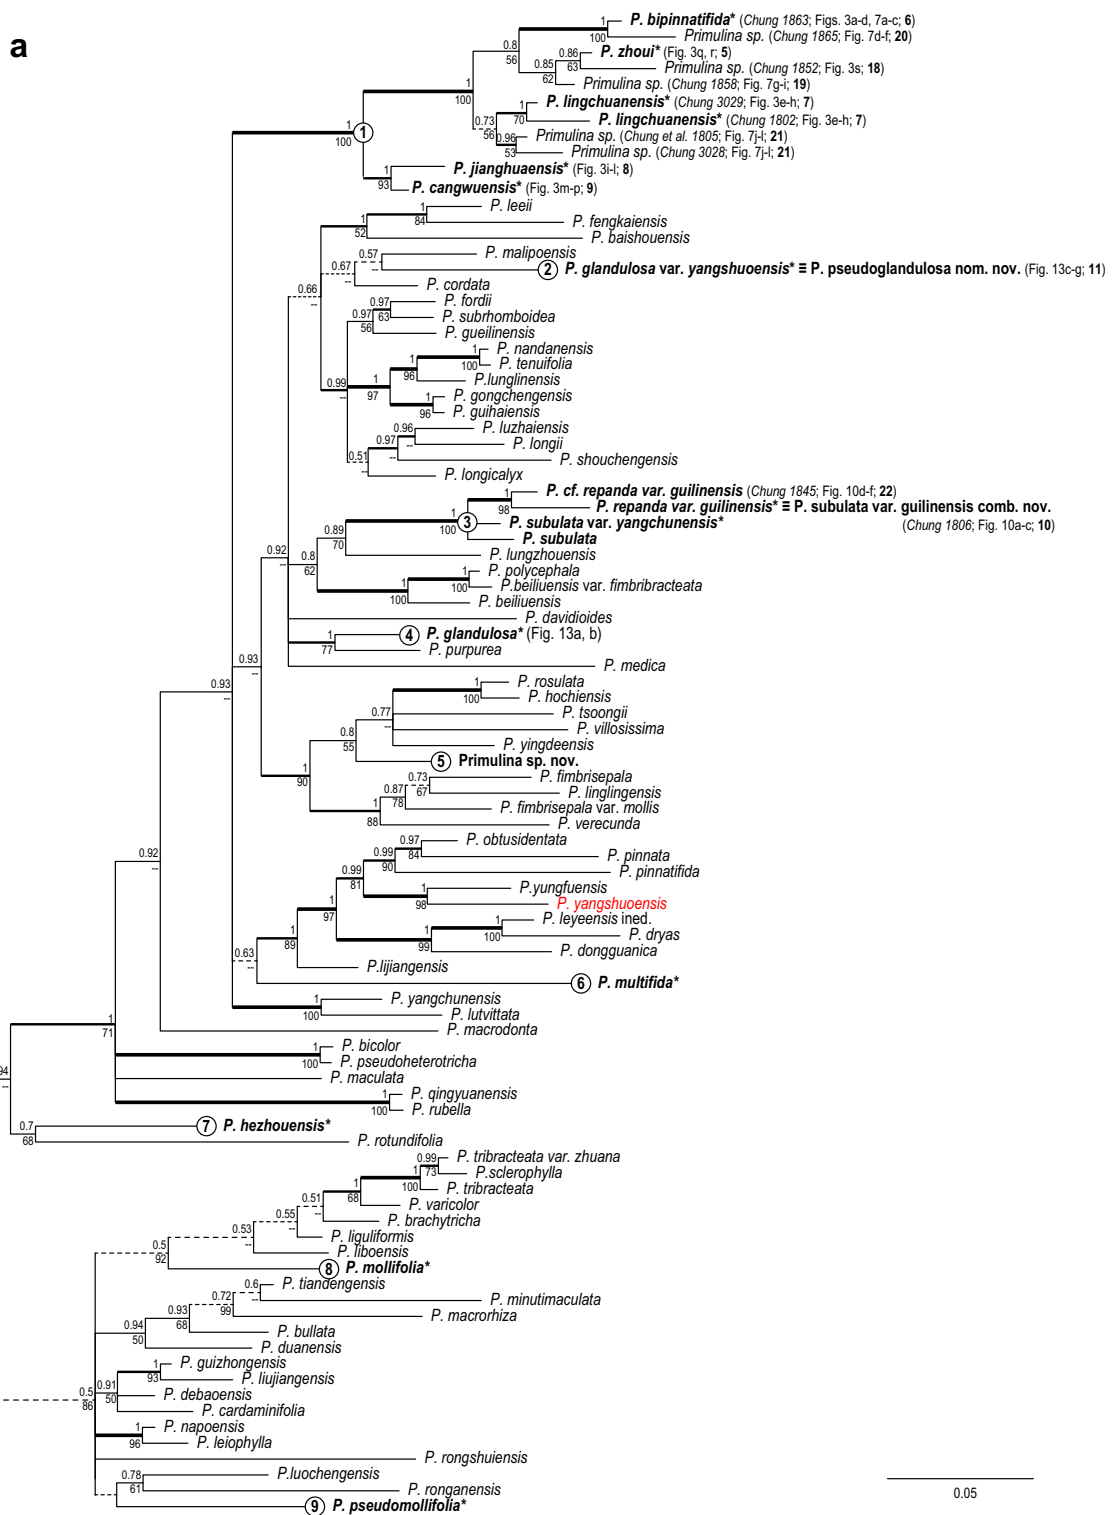 a
1
100
P. bipinnatifida* (Chung 1863; Figs. 3a-d, 7a-c; 6)
Primulina sp. (Chung 1865; Fig. 7d-f; 20)
0.8
56
0.86
63
P. zhoui* (Fig. 3q, r; 5)
0.85
62
Primulina sp. (Chung 1852; Fig. 3s; 18)
Primulina sp. (Chung 1858; Fig. 7g-i; 19)
1
100
1
70
P. lingchuanensis* (Chung 3029; Fig. 3e-h; 7)
P. lingchuanensis* (Chung 1802; Fig. 3e-h; 7)
0.73
56
0.96
53
Primulina sp. (Chung et al. 1805; Fig. 7j-l; 21)
Primulina sp. (Chung 3028; Fig. 7j-l; 21)
1
100
1
1
93
P. jianghuaensis* (Fig. 3i-l; 8)
P. cangwuensis* (Fig. 3m-p; 9)
1
84
P. leeii
P. fengkaiensis
1
52
P. baishouensis
0.57
--
P. malipoensis
2 P. glandulosa var. yangshuoensis* ≡ P. pseudoglandulosa nom. nov. (Fig. 13c-g; 11)
0.67
--
P. cordata
0.66
--
0.97
63
P. fordii
P. subrhomboidea
0.97
56
P. gueilinensis
1
100
P. nandanensis
P. tenuifolia
96
P.lunglinensis
0.99
--
1
97
1
96
P. gongchengensis
P. guihaiensis
0.96
--
P. luzhaiensis
P. longii
0.97
--
P. shouchengensis
0.51
--
P. longicalyx
1
98
P. cf. repanda var. guilinensis (Chung 1845; Fig. 10d-f; 22)
P. repanda var. guilinensis* ≡ P. subulata var. guilinensis comb. nov.
(Chung 1806; Fig. 10a-c; 10)
1
100
3
P. subulata var. yangchunensis*
P. subulata
0.89
70
P. lungzhouensis
0.92
--
0.8
62
1
100
P. polycephala
P.beiliuensis var. fimbribracteata
1
100
P. beiliuensis
P. davidioides
1
77
4 P. glandulosa* (Fig. 13a, b)
P. purpurea
P. medica
0.93
--
0.93
--
1
100
P. rosulata
P. hochiensis
0.77
--
P. tsoongii
P. villosissima
P. yingdeensis
0.8
55
5 Primulina sp. nov.
1
90
0.73
67
P. fimbrisepala
P. linglingensis
0.87
78
P. fimbrisepala var. mollis
1
88
P. verecunda
0.97
84
P. obtusidentata
P. pinnata
0.99
90
P. pinnatifida
0.99
81
1
98
P.yungfuensis
P. yangshuoensis
1
97
1
100
P. leyeensis ined.
P. dryas
99
P. dongguanica
1
89
P.lijiangensis
0.63
--
6 P. multifida*
0.92
--
1
100
P. yangchunensis
P. lutvittata
P. macrodonta
1
71
1
100
P. bicolor
P. pseudoheterotricha
P. maculata
94
--
1
100
P. qingyuanensis
P. rubella
0.7
68
7 P. hezhouensis*
P. rotundifolia
0.99
73
P. tribracteata var. zhuana
P.sclerophylla
1
100
P. tribracteata
1
68
P. varicolor
0.51
--
P. brachytricha
0.55
--
P. liguliformis
0.53
--
P. liboensis
0.5
92
8 P. mollifolia*
0.6
--
P. tiandengensis
P. minutimaculata
0.72
99
P. macrorhiza
0.93
68
P. bullata
0.94
50
P. duanensis
1
93
P. guizhongensis
P. liujiangensis
0.91
50
P. debaoensis
P. cardaminifolia
0.5
86
1
96
P. napoensis
P. leiophylla
P. rongshuiensis
0.78
61
P.luochengensis
P. ronganensis
9 P. pseudomollifolia*
0.05